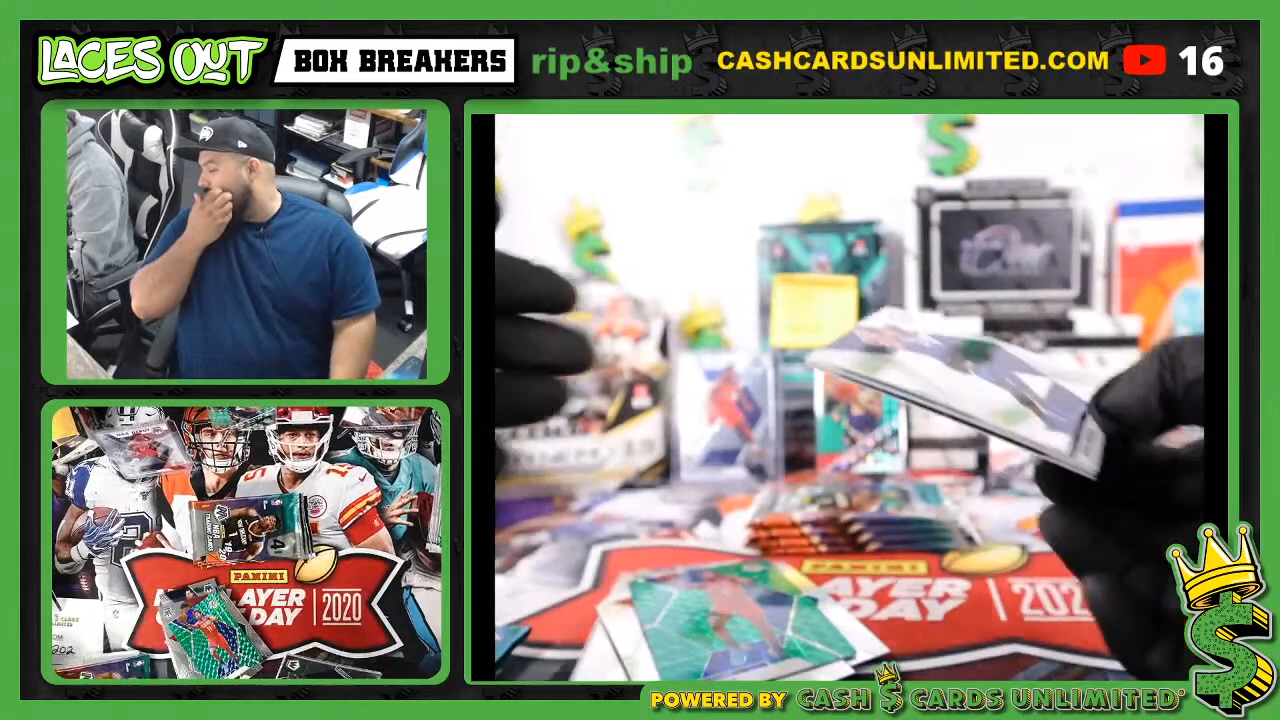 LACES OUT
BOX BREAKERS
rip&ship
CASHCARDSUNLIMITED.COM
16
PANINI
AYER
DAY
2020
PANINI
AYER
DAY
202
POWERED BY
CASH $ CARDS UNLIMITED